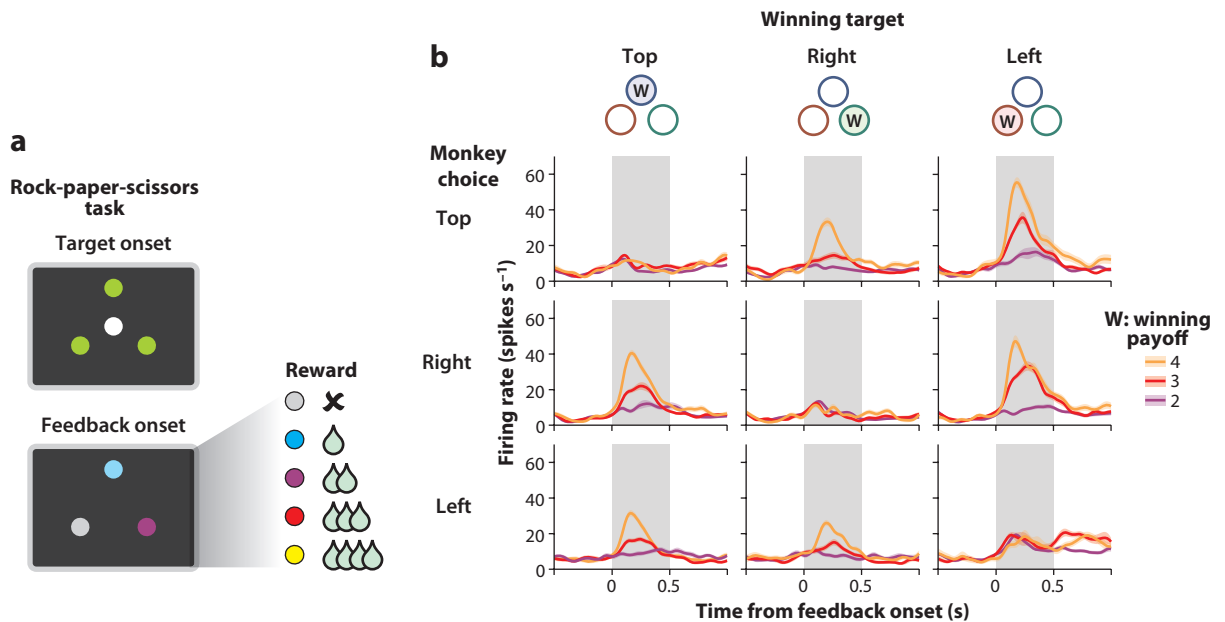 a
Rock-paper-scissors
task
Target onset
Feedback onset
Reward
b
Winning target
Top
Right
Left
W
W
W
Monkey
choice
Top
Right
Left
Firing rate (spikes s⁻¹)
60
40
20
0
60
40
20
0
60
40
20
0
0
0.5
0
0.5
0
0.5
Time from feedback onset (s)
W: winning
payoff
4
3
2